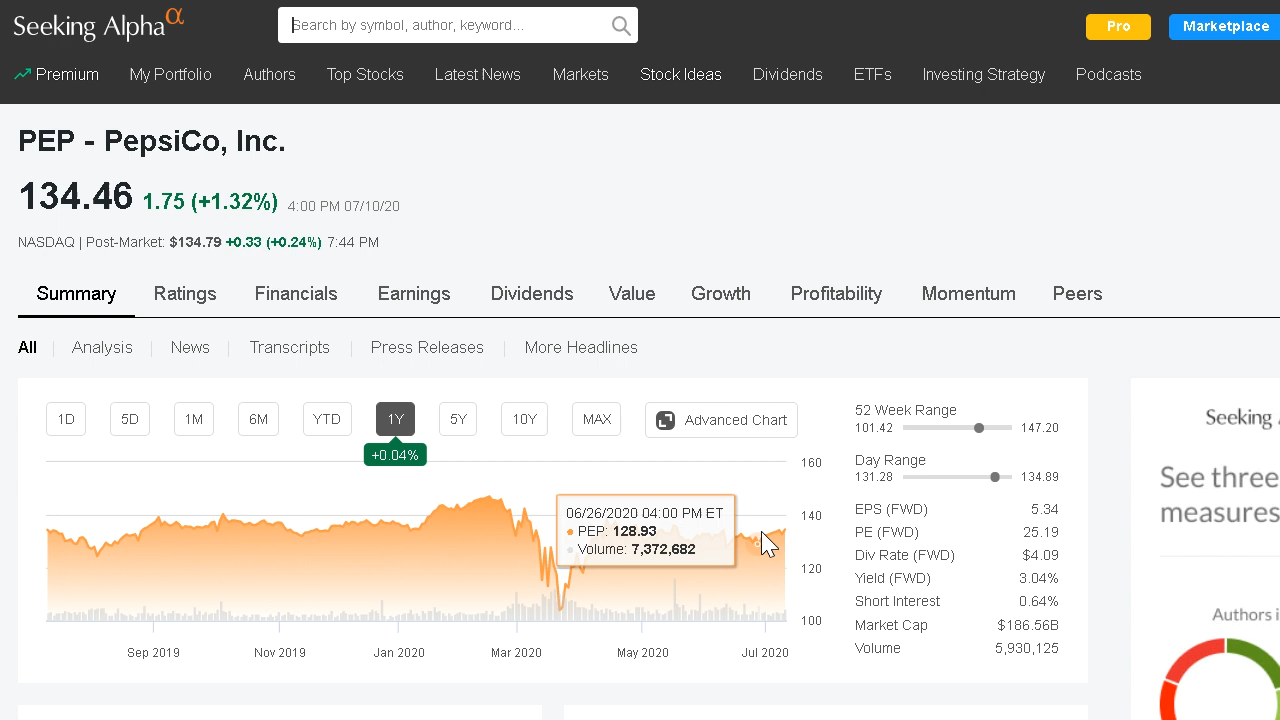 Seeking Alpha α
Search by symbol, author, keyword...
Pro
Marketplace
Premium My Portfolio Authors Top Stocks Latest News Markets Stock Ideas Dividends ETFs Investing Strategy Podcasts
PEP - PepsiCo, Inc.
134.46 1.75 (+1.32%) 4:00 PM 07/10/20
NASDAQ | Post-Market: $134.79 +0.33 (+0.24%) 7:44 PM
Summary Ratings Financials Earnings Dividends Value Growth Profitability Momentum Peers
All Analysis News Transcripts Press Releases More Headlines
1D 5D 1M 6M YTD 1Y 5Y 10Y MAX Advanced Chart
+0.04%
160
140
120
100
06/26/2020 04:00 PM ET
PEP: 128.93
Volume: 7,372,682
Sep 2019 Nov 2019 Jan 2020 Mar 2020 May 2020 Jul 2020
52 Week Range
101.42 147.20
Day Range
131.28 134.89
EPS (FWD) 5.34
PE (FWD) 25.19
Div Rate (FWD) $4.09
Yield (FWD) 3.04%
Short Interest 0.64%
Market Cap $186.56B
Volume 5,930,125
Seeking
See three
measures
Authors i